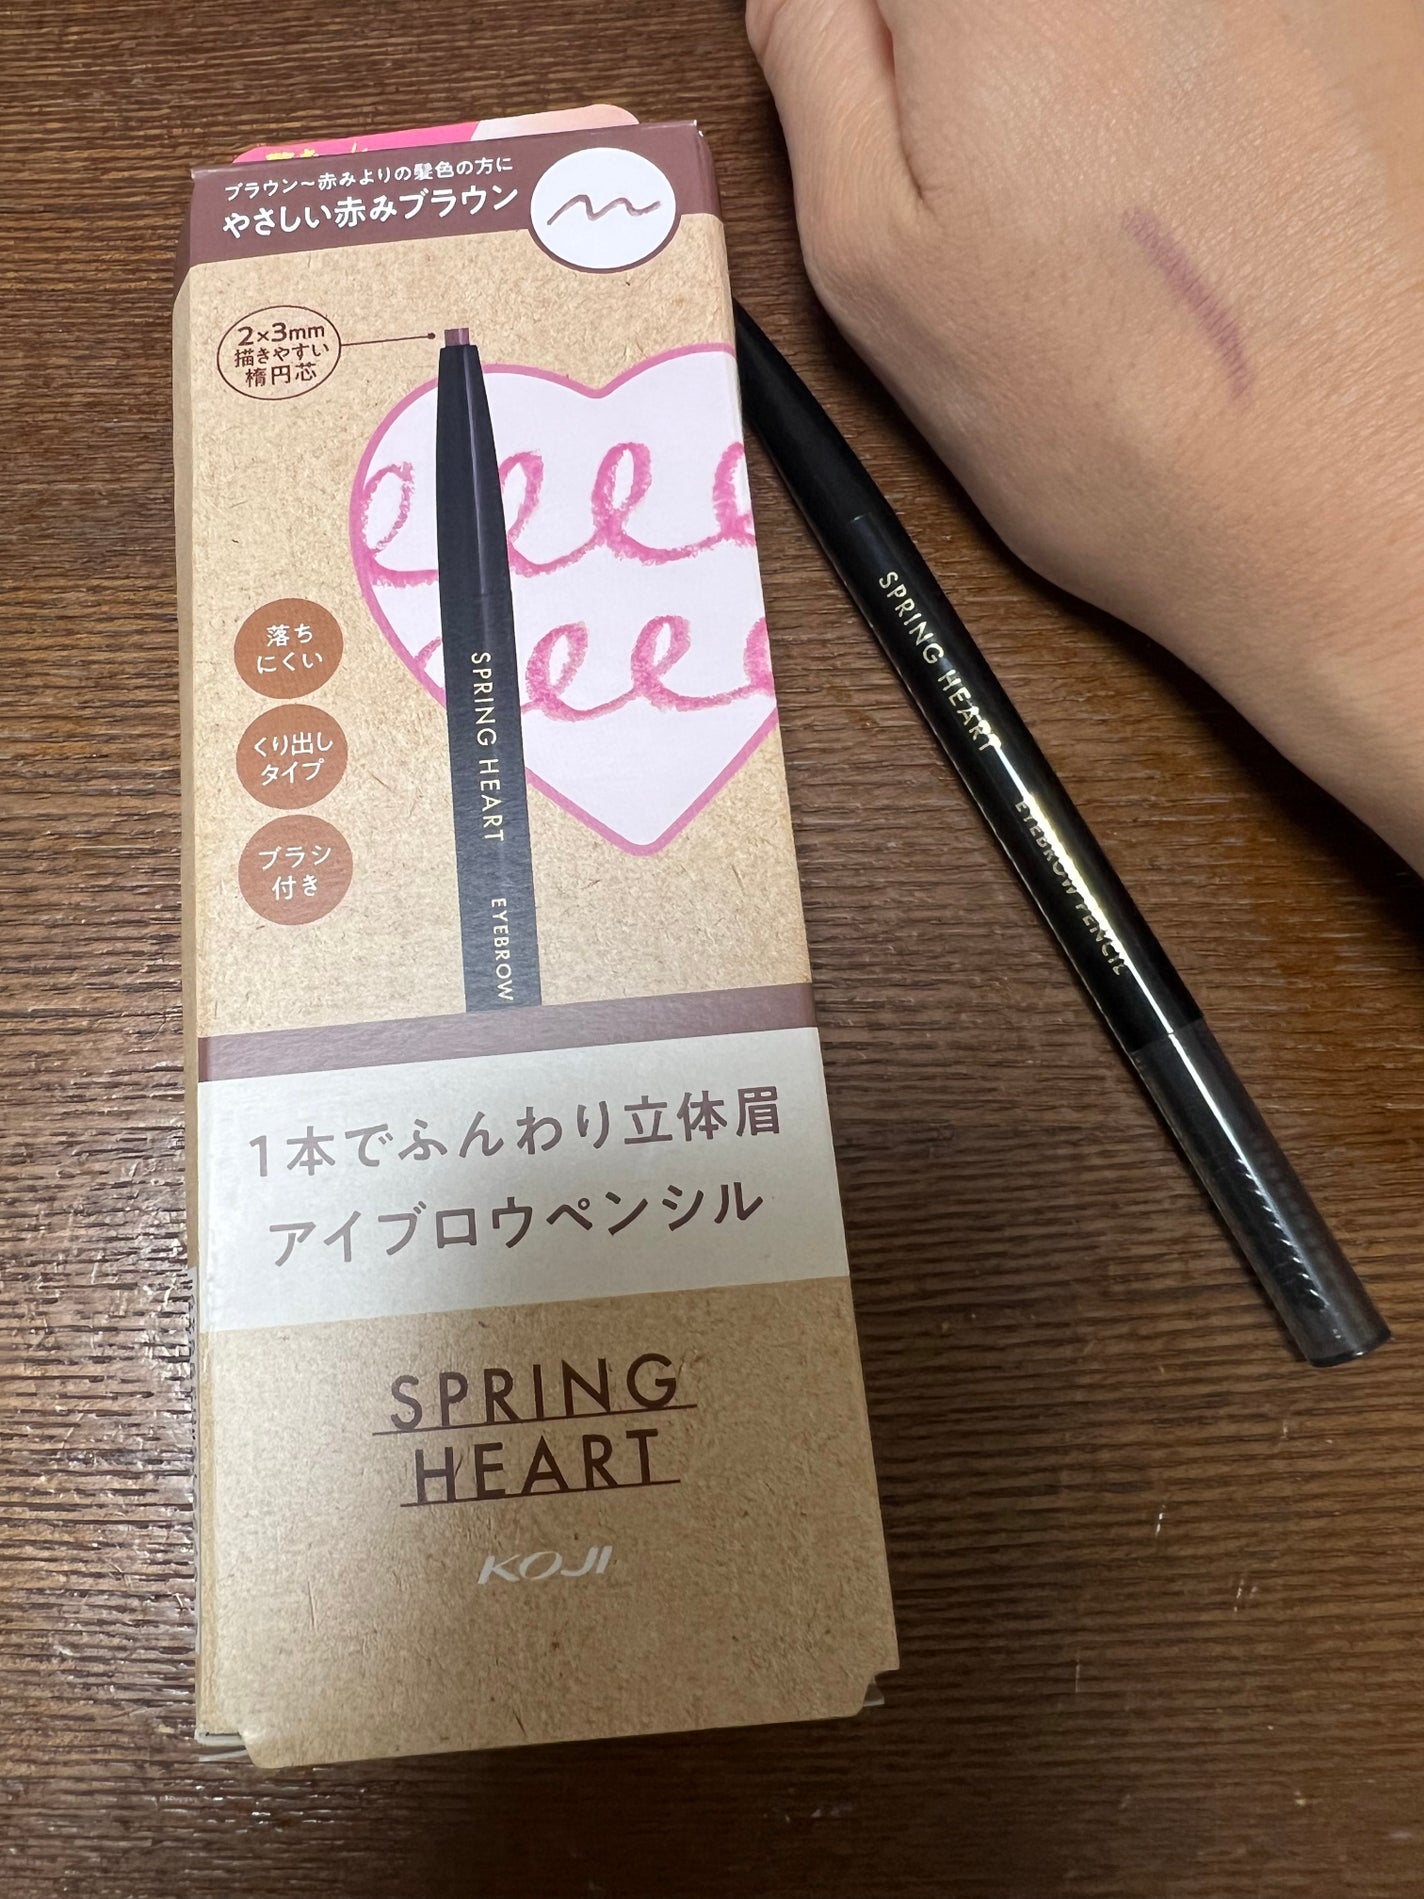 ブラウン〜赤みよりの髪色の方に
やさしい赤みブラウン
2×3mm
描きやすい
楕円芯
落ち
にくい
くり出し
タイプ
ブラシ
付き
SPRING HEART EYEBROW
1本でふんわり立体眉
アイブロウペンシル
SPRING
HEART
KOJI
SPRING HEART EYEBROW PENCIL